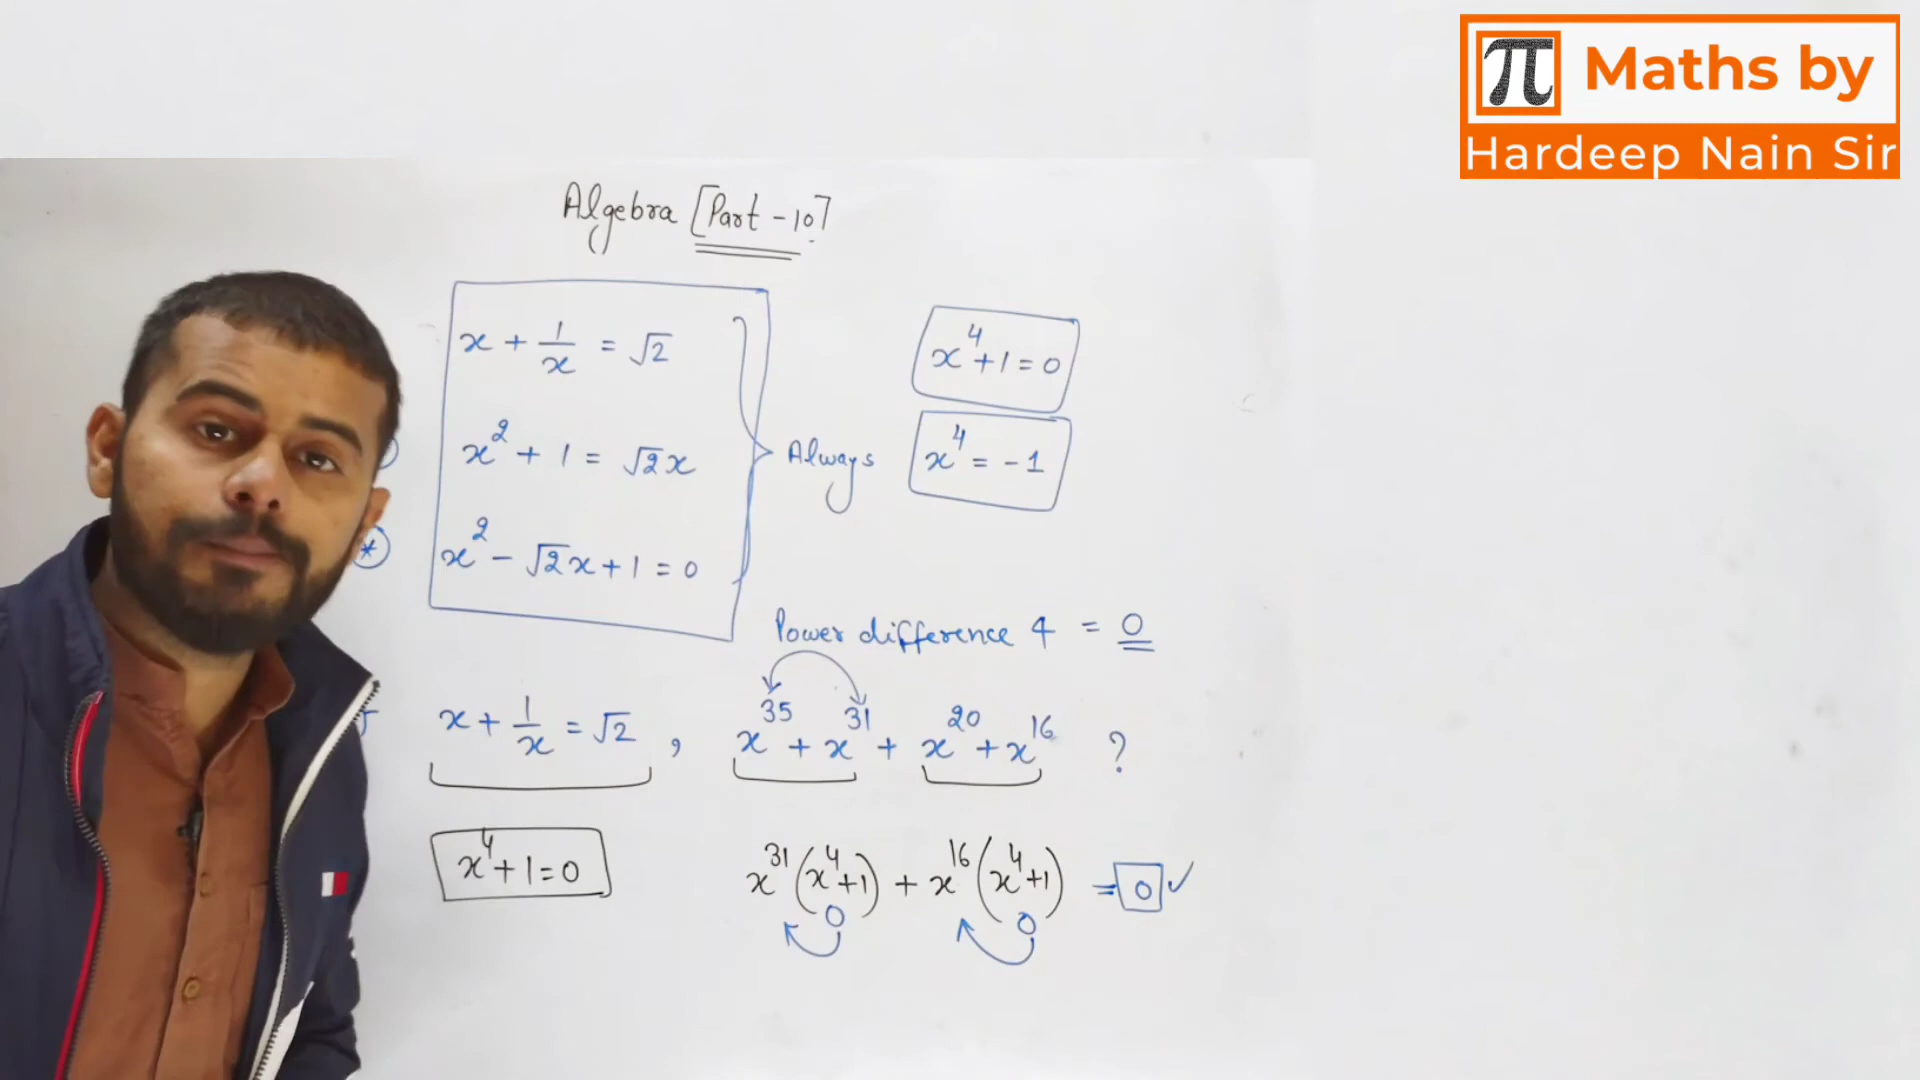 π Maths by
Hardeep Nain Sir
Algebra [Part - 10]
x + 1/x = √2
x² + 1 = √2x
x² - √2x + 1 = 0
Always
x⁴ + 1 = 0
x⁴ = -1
*
Power difference 4 = 0
x + 1/x = √2 , x³⁵ + x³¹ + x²⁰ + x¹⁶ ?
x⁴ + 1 = 0
x³¹(x⁴+1) + x¹⁶(x⁴+1) = 0 ✓
0 0